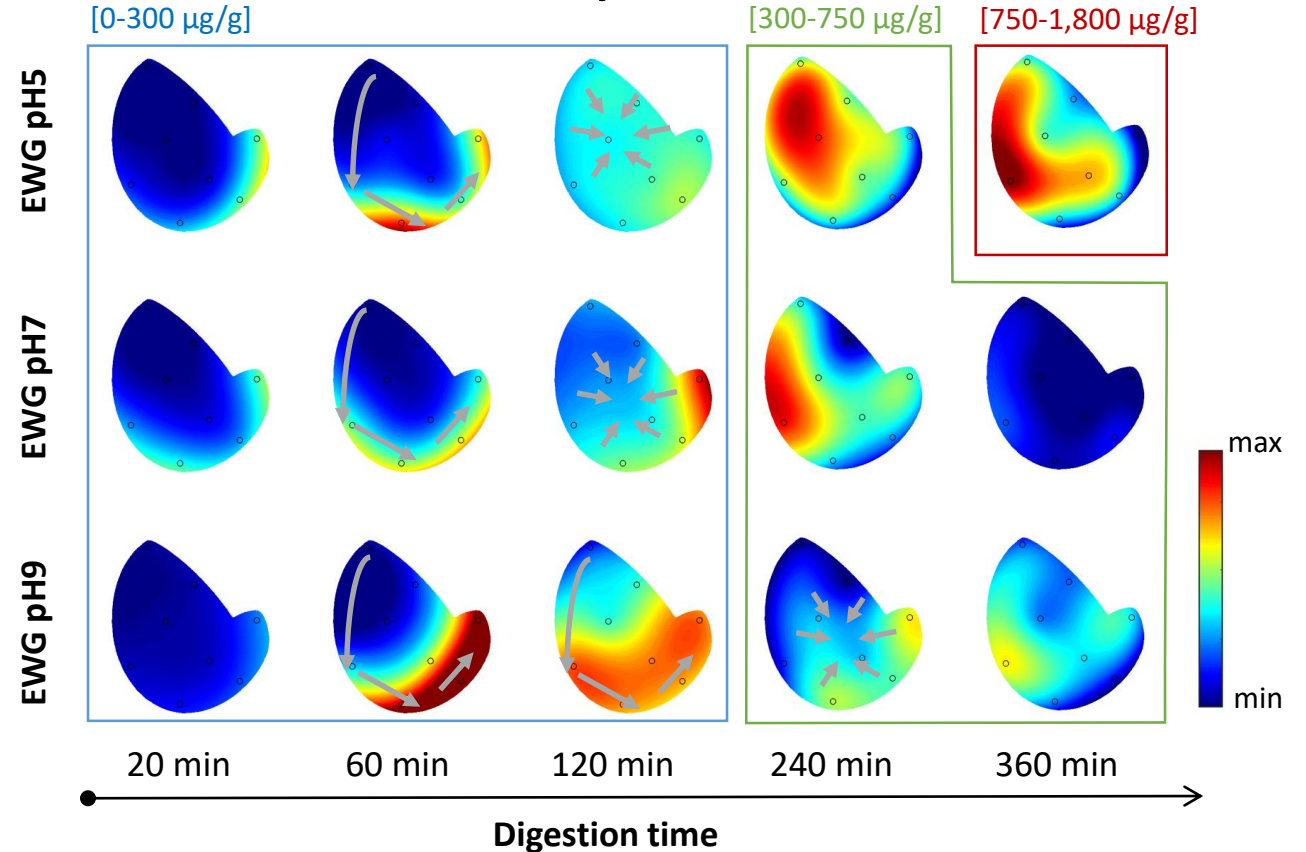 [0-300 µg/g] [300-750 µg/g] [750-1,800 µg/g]
EWG pH5
EWG pH7
EWG pH9
max
min
20 min 60 min 120 min 240 min 360 min
Digestion time